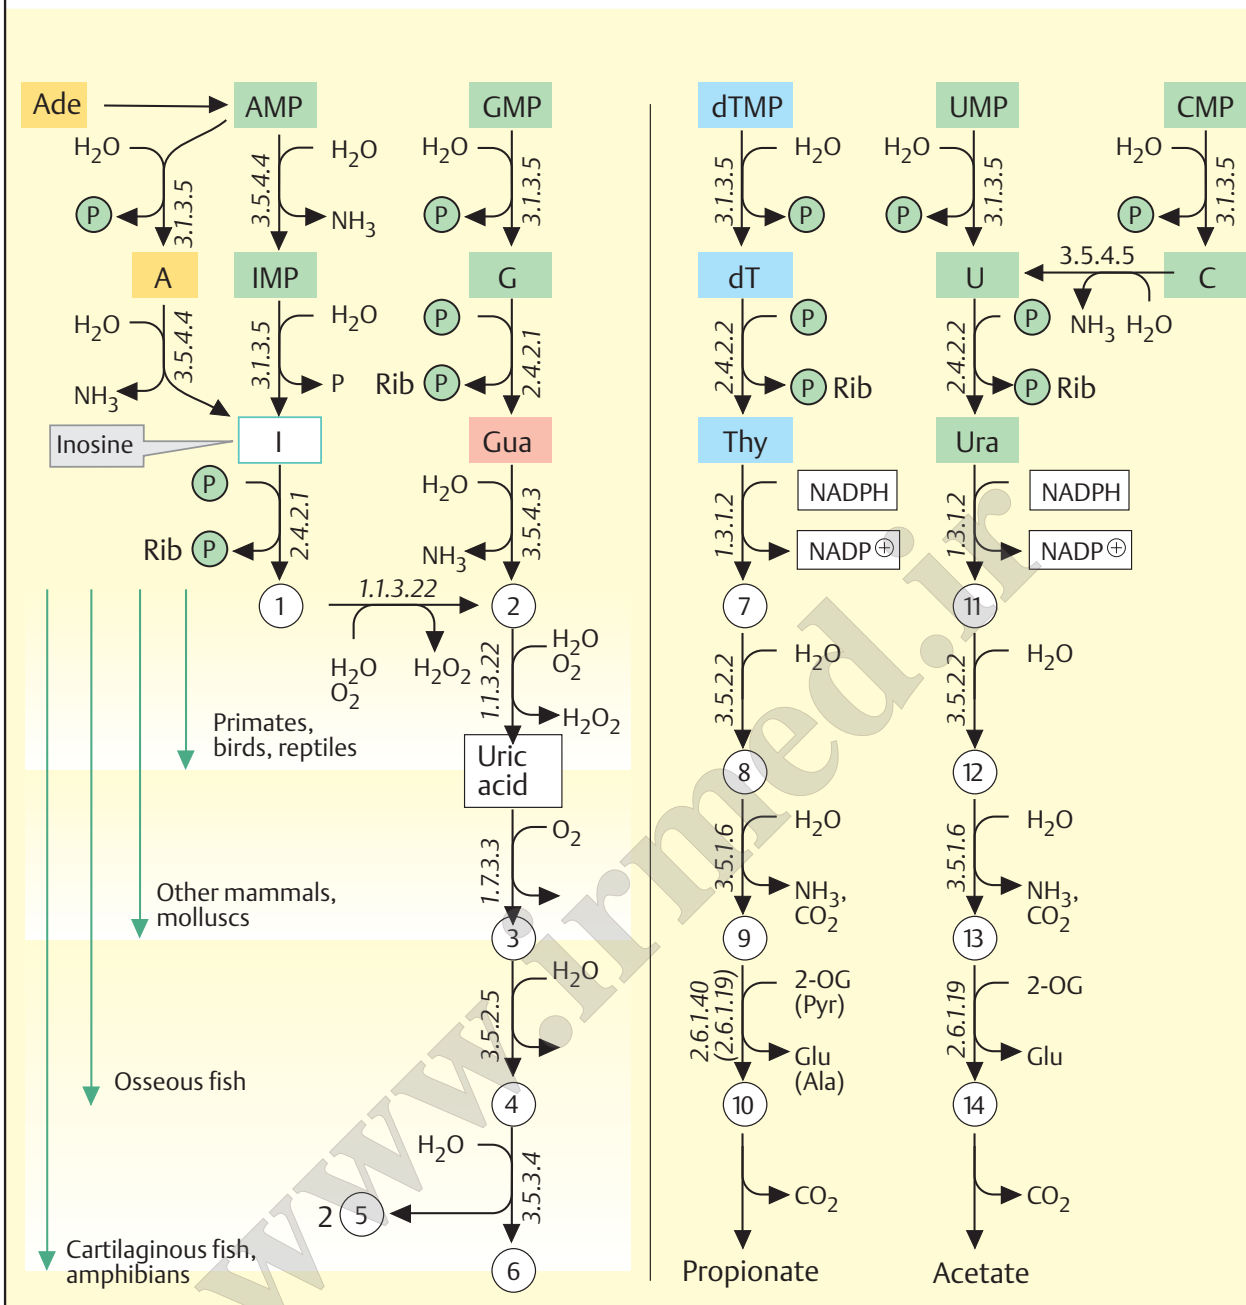 Ade
AMP
GMP
dTMP
UMP
CMP
H2O
3.1.3.5
P
3.5.4.4
H2O
NH3
H2O
3.1.3.5
P
3.1.3.5
H2O
P
H2O
3.1.3.5
P
H2O
3.1.3.5
P
A
IMP
G
dT
U
3.5.4.5
C
NH3 H2O
H2O
3.5.4.4
NH3
3.1.3.5
H2O
P
P
2.4.2.1
Rib P
2.4.2.2
P
P Rib
2.4.2.2
P
P Rib
Inosine
I
Gua
Thy
Ura
P
2.4.2.1
Rib P
H2O
3.5.4.3
NH3
1.3.1.2
NADPH
NADP⊕
1.3.1.2
NADPH
NADP⊕
1
1.1.3.22
H2O
O2
H2O2
2
7
11
1.1.3.22
H2O
O2
H2O2
3.5.2.2
H2O
3.5.2.2
H2O
Primates,
birds, reptiles
Uric
acid
8
12
1.7.3.3
O2
3.5.1.6
H2O
NH3,
CO2
3.5.1.6
H2O
NH3,
CO2
Other mammals,
molluscs
3
9
13
3.5.2.5
H2O
2.6.1.40
(2.6.1.19)
2-OG
(Pyr)
Glu
(Ala)
2.6.1.19
2-OG
Glu
Osseous fish
4
10
14
H2O
3.5.3.4
2 5
CO2
CO2
Cartilaginous fish,
amphibians
6
Propionate
Acetate
www.irmed.ir